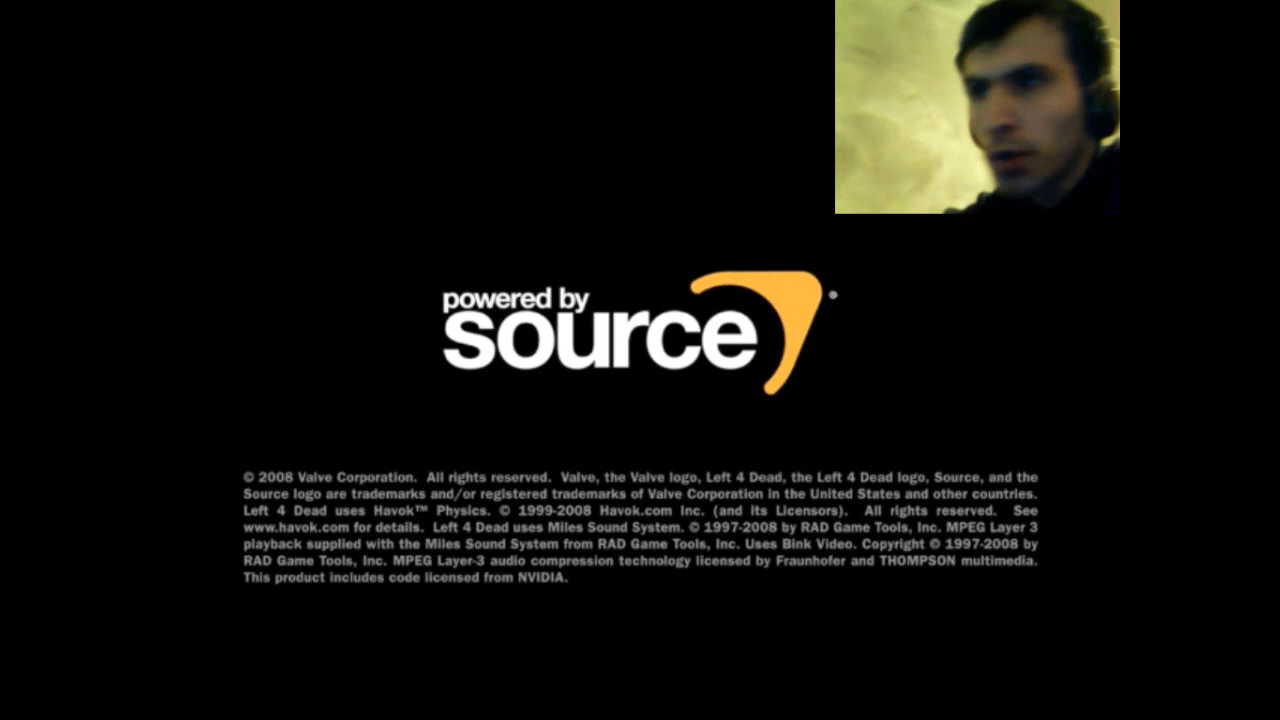 powered by
source
© 2008 Valve Corporation. All rights reserved. Valve, the Valve logo, Left 4 Dead, the Left 4 Dead logo, Source, and the
Source logo are trademarks and/or registered trademarks of Valve Corporation in the United States and other countries.
Left 4 Dead uses Havok™ Physics. © 1999-2008 Havok.com Inc. (and its Licensors). All rights reserved. See
www.havok.com for details. Left 4 Dead uses Miles Sound System. © 1997-2008 by RAD Game Tools, Inc. MPEG Layer 3
playback supplied with the Miles Sound System from RAD Game Tools, Inc. Uses Bink Video. Copyright © 1997-2008 by
RAD Game Tools, Inc. MPEG Layer-3 audio compression technology licensed by Fraunhofer and THOMPSON multimedia.
This product includes code licensed from NVIDIA.